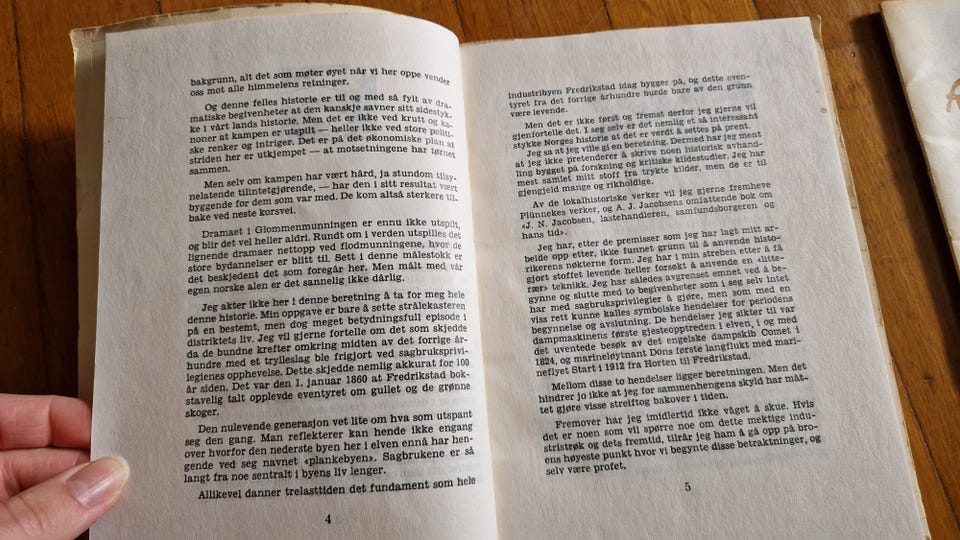 bakgrunn, alt det som møter øyet når vi her oppe vender
oss mot alle himmelens retninger.
Og denne felles historie er til og med så fylt av dra-
matiske begivenheter at den kanskje savner sitt sidestyk-
ke i vårt lands historie. Men det er ikke ved krutt og ka-
noner at kampen er utspilt — heller ikke ved store politi-
ske renker og intriger. Det er på det økonomiske plan at
striden her er utkjempet — at motsetningene har tørnet
sammen.
Men selv om kampen har vært hård, ja stundom tilsy-
nelatende tilintetgjørende, — har den i sitt resultat vært
byggende for dem som var med. De kom altså sterkere til-
bake ved neste korsvei.
Dramaet i Glommenmunningen er ennu ikke utspilt,
og blir det vel heller aldri. Rundt om i verden utspilles det
lignende dramaer nettopp ved flodmunningene, hvor de
store bydannelser er blitt til. Sett i denne målestokk er
det beskjedent det som foregår her. Men målt med vår
egen norske alen er det sannelig ikke dårlig.
Jeg akter ikke her i denne beretning å ta for meg hele
denne historie. Min oppgave er bare å sette strålekasteren
på en bestemt, men dog meget betydningsfull episode i
distriktets liv. Jeg vil gjerne fortelle om det som skjedde
da de bundne krefter omkring midten av det forrige år-
hundre med et trylleslag ble frigjort ved sagbruksprivi-
legienes opphevelse. Dette skjedde nemlig akkurat for 100
år siden. Det var den 1. januar 1860 at Fredrikstad bok-
stavelig talt opplevde eventyret om gullet og de grønne
skoger.
Den nulevende generasjon vet lite om hva som utspant
seg den gang. Man reflekterer kan hende ikke engang
over hvorfor den nederste byen her i elven ennå har hen-
gende ved seg navnet «plankebyen». Sagbrukene er så
langt fra noe sentralt i byens liv lenger.
Allikevel danner trelasttiden det fundament som hele
4
industribyen Fredrikstad idag bygger på, og dette even-
tyret fra det forrige århundre burde bare av den grunn
være levende.
Men det er ikke først og fremst derfor jeg gjerne vil
gjenfortelle det. I seg selv er det nemlig et så interessant
stykke Norges historie at det er verdt å settes på prent.
Jeg sa at jeg ville gi en beretning. Dermed har jeg ment
at jeg ikke pretenderer å skrive noen historisk avhand-
ling bygget på forskning og kritiske kildestudier. Jeg har
mest samlet mitt stoff fra trykte kilder, men de er til
gjengjeld mange og rikholdige.
Av de lokalhistoriske verker vil jeg gjerne fremheve
Plünnekes verker, og A. J. Jacobsens omfattende bok om
«J. N. Jacobsen, lastehandleren, samfundsborgeren og
hans tid».
Jeg har, etter de premisser som jeg har lagt mitt ar-
beide opp etter, ikke funnet grunn til å anvende histo-
rikerens nøkterne form. Jeg har i min streben etter å få
gjort stoffet levende heller forsøkt å anvende en «litte-
rær» teknikk. Jeg har således avgrenset emnet ved å be-
gynne og slutte med to begivenheter som i seg selv intet
har med sagbruksprivilegier å gjøre, men som med en
viss rett kunne kalles symbolske hendelser for periodens
begynnelse og avslutning. De hendelser jeg sikter til var
dampmaskinens første gjesteopptreden i elven, i og med
det uventede besøk av det engelske dampskib Comet i
1824, og marineløytnant Dons første langflukt med mari-
neflyet Start i 1912 fra Horten til Fredrikstad.
Mellom disse to hendelser ligger beretningen. Men det
hindrer jo ikke at jeg for sammenhengens skyld har måt-
tet gjøre visse streiftog bakover i tiden.
Fremover har jeg imidlertid ikke våget å skue. Hvis
det er noen som vil spørre noe om dette mektige indu-
stristrøk og dets fremtid, tilrår jeg ham å gå opp på bro-
ens høyeste punkt hvor vi begynte disse betraktninger, og
selv være profet.
5